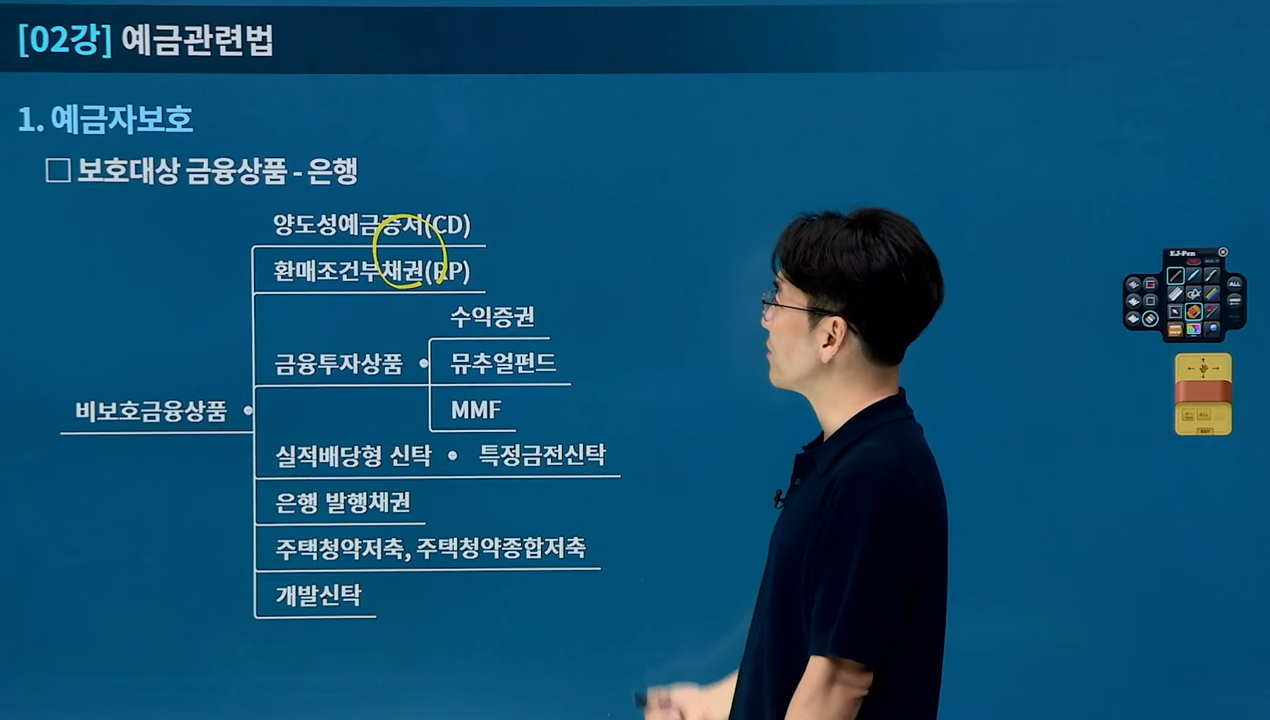 [02강] 예금관련법
1. 예금자보호
□ 보호대상 금융상품 - 은행
양도성예금증서(CD)
환매조건부채권(RP)
수익증권
금융투자상품 • 뮤추얼펀드
MMF
비보호금융상품 •
실적배당형 신탁 • 특정금전신탁
은행 발행채권
주택청약저축, 주택청약종합저축
개발신탁
EJ-Pen
ALL
ALL